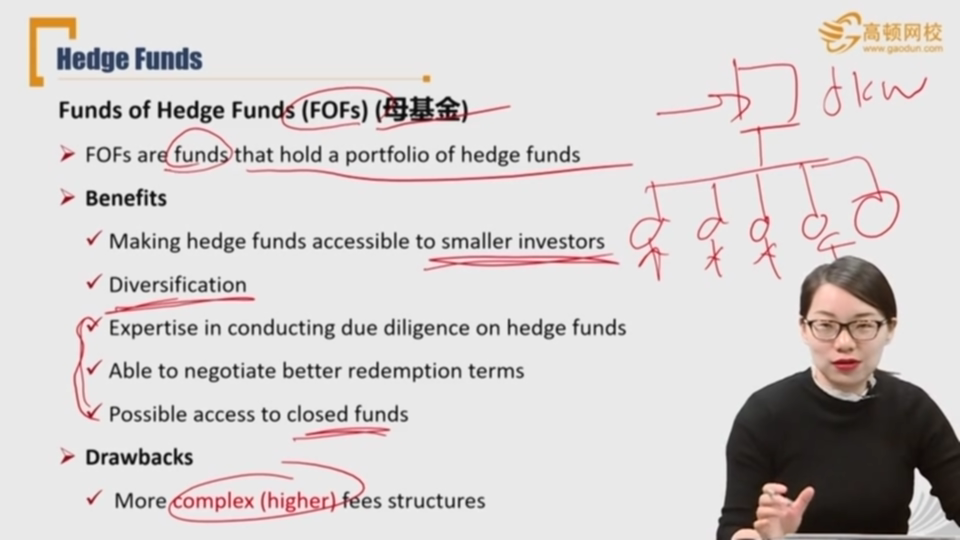 高顿网校
www.gaodun.com
Hedge Funds
Funds of Hedge Funds (FOFs) (母基金)
FOFs are funds that hold a portfolio of hedge funds
Benefits
Making hedge funds accessible to smaller investors
Diversification
Expertise in conducting due diligence on hedge funds
Able to negotiate better redemption terms
Possible access to closed funds
Drawbacks
More complex (higher) fees structures